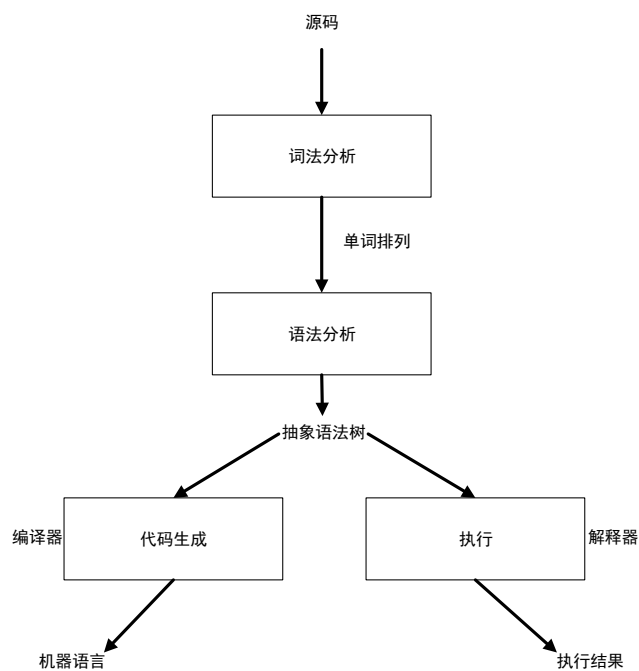 源码
词法分析
单词排列
语法分析
抽象语法树
编译器
代码生成
执行
解释器
机器语言
执行结果